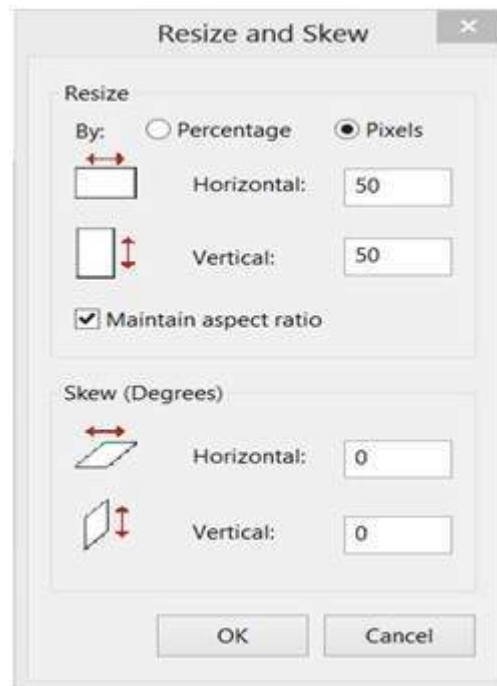 Resize and Skew
Resize
By: Percentage Pixels
Horizontal: 50
Vertical: 50
Maintain aspect ratio
Skew (Degrees)
Horizontal: 0
Vertical: 0
OK Cancel